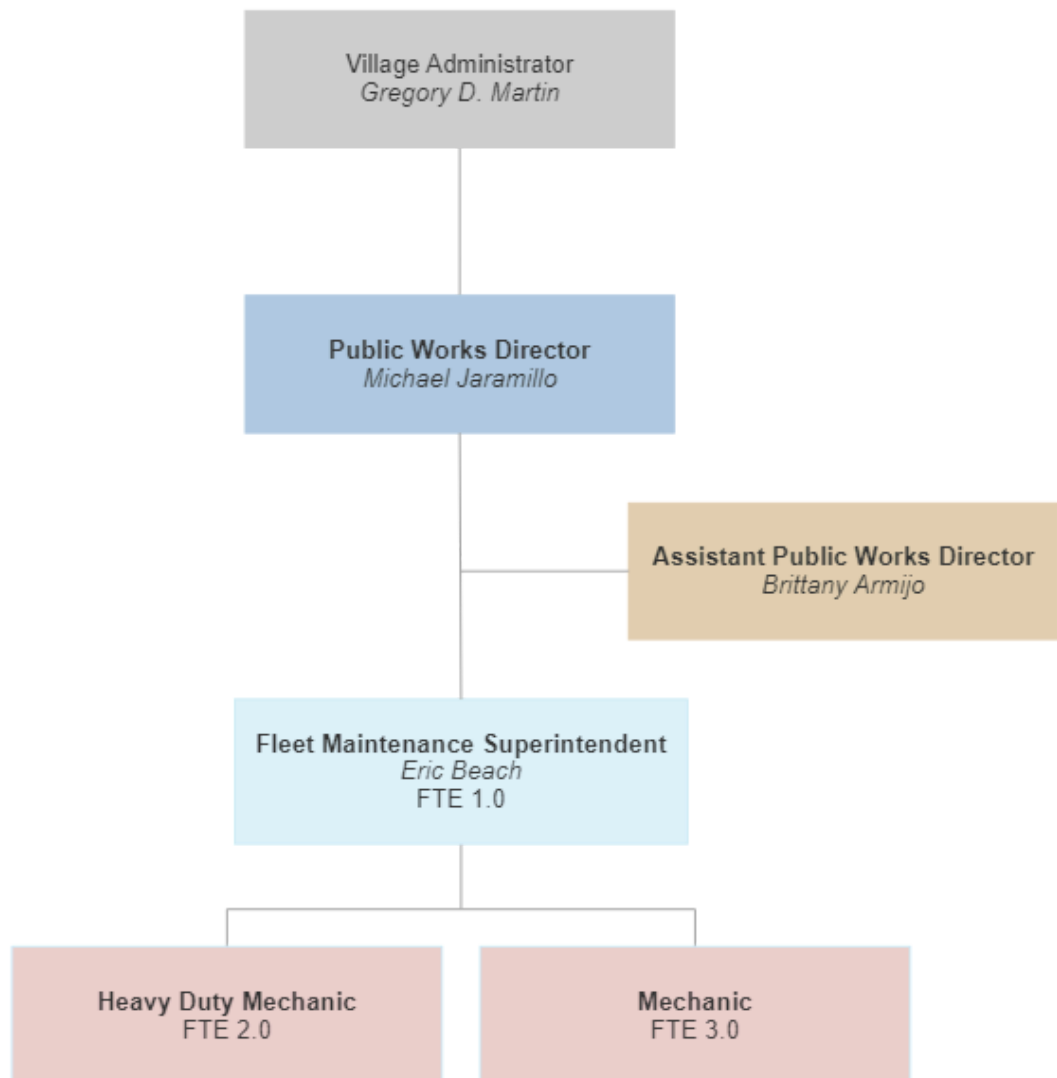 Village Administrator
Gregory D. Martin
Public Works Director
Michael Jaramillo
Assistant Public Works Director
Brittany Armijo
Fleet Maintenance Superintendent
Eric Beach
FTE 1.0
Heavy Duty Mechanic
FTE 2.0
Mechanic
FTE 3.0